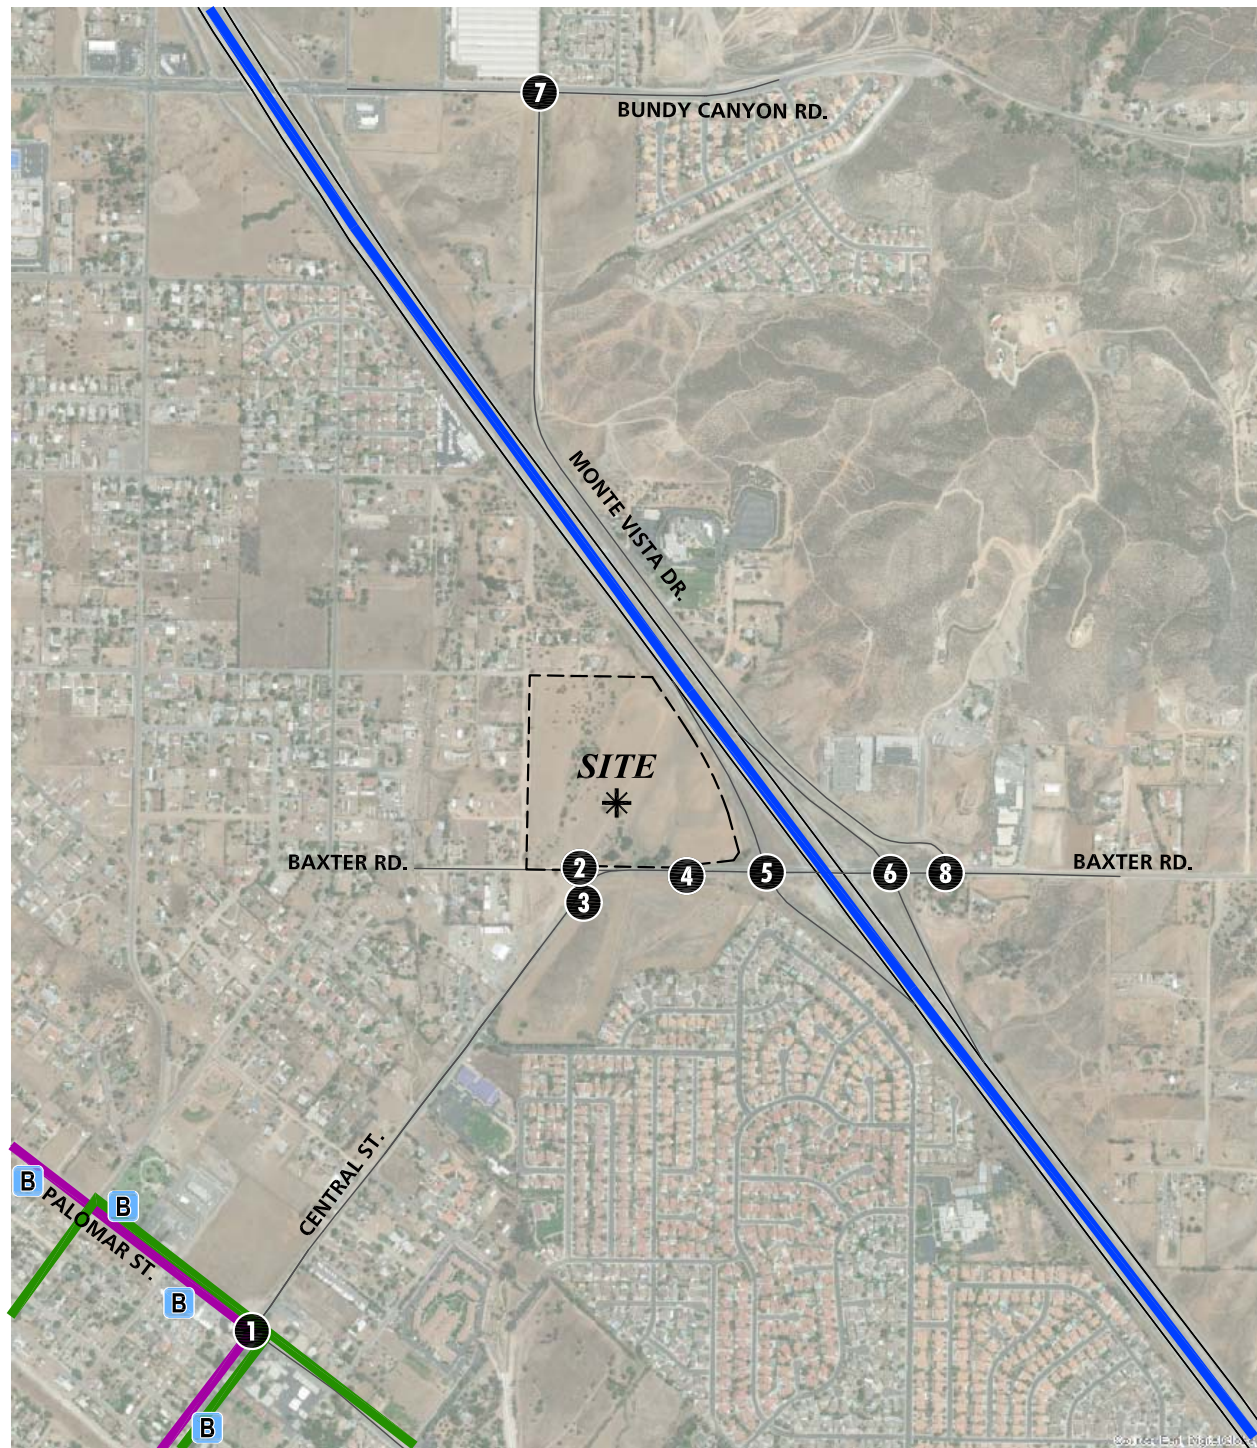 7
BUNDY CANYON RD.
MONTE VISTA DR.
SITE
BAXTER RD.
2
4
5
6
8
BAXTER RD.
3
CENTRAL ST.
B
B
PALOMAR ST.
B
1
B